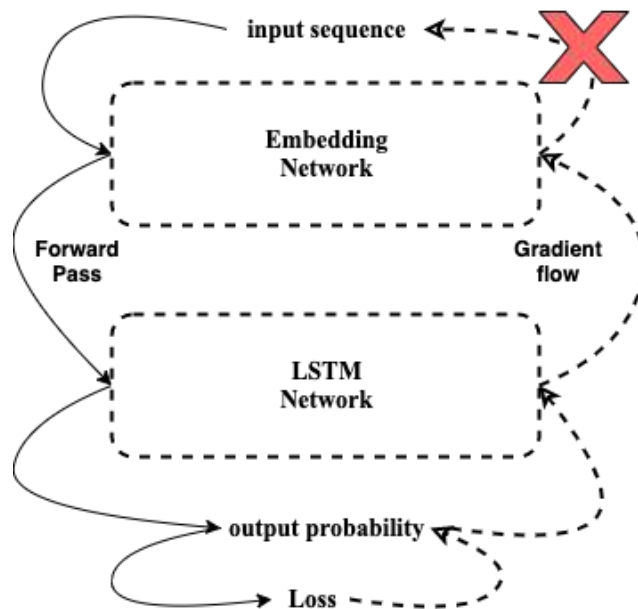 input sequence
Embedding
Network
Forward
Pass
Gradient
flow
LSTM
Network
output probability
Loss